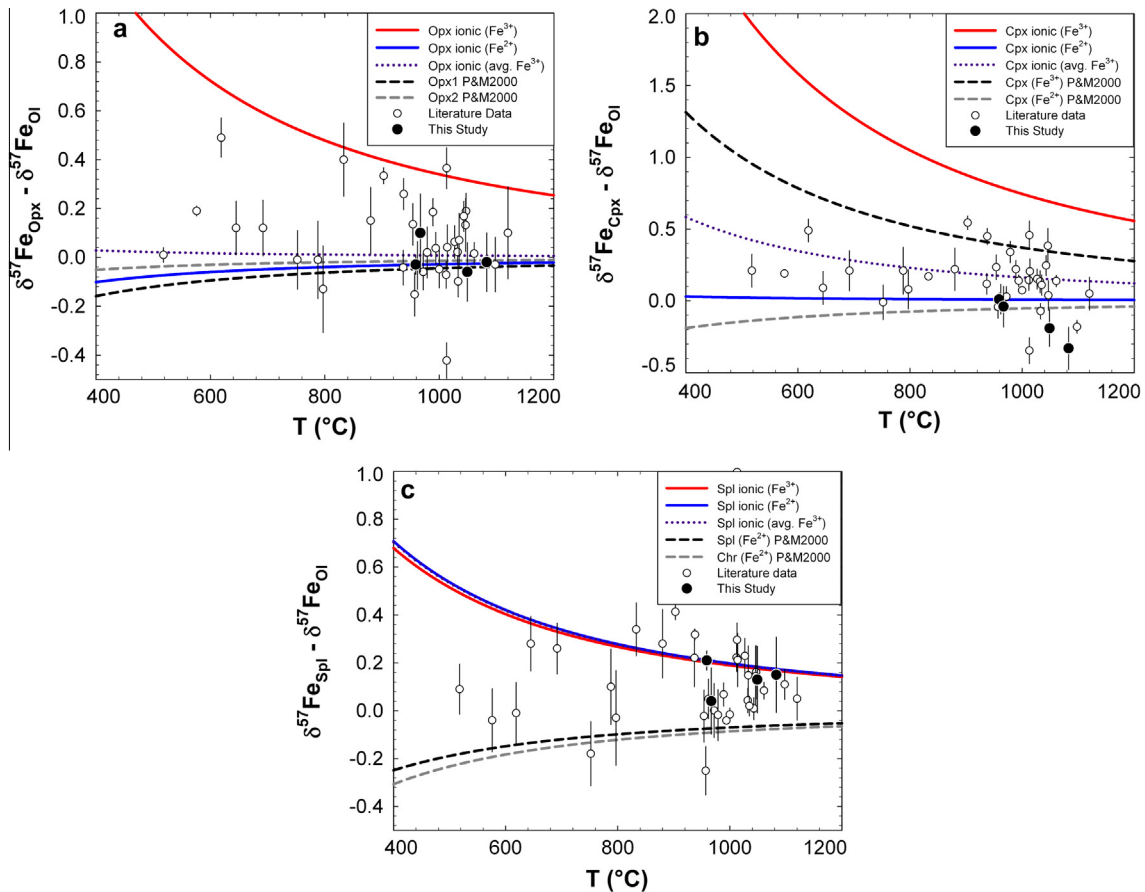 a
Opx ionic (Fe³⁺)
Opx ionic (Fe²⁺)
Opx ionic (avg. Fe³⁺)
Opx1 P&M2000
Opx2 P&M2000
Literature Data
This Study
1.0
0.8
0.6
0.4
0.2
0.0
-0.2
-0.4
δ⁵⁷Fe_Opx - δ⁵⁷Fe_Ol
400 600 800 1000 1200
T (°C)
b
Cpx ionic (Fe³⁺)
Cpx ionic (Fe²⁺)
Cpx ionic (avg. Fe³⁺)
Cpx (Fe³⁺) P&M2000
Cpx (Fe²⁺) P&M2000
Literature Data
This Study
2.0
1.5
1.0
0.5
0.0
-0.5
δ⁵⁷Fe_Cpx - δ⁵⁷Fe_Ol
400 600 800 1000 1200
T (°C)
c
Spl ionic (Fe³⁺)
Spl ionic (Fe²⁺)
Spl ionic (avg. Fe³⁺)
Spl (Fe²⁺) P&M2000
Chr (Fe²⁺) P&M2000
Literature data
This Study
1.0
0.8
0.6
0.4
0.2
0.0
-0.2
-0.4
δ⁵⁷Fe_Spl - δ⁵⁷Fe_Ol
400 600 800 1000 1200
T (°C)